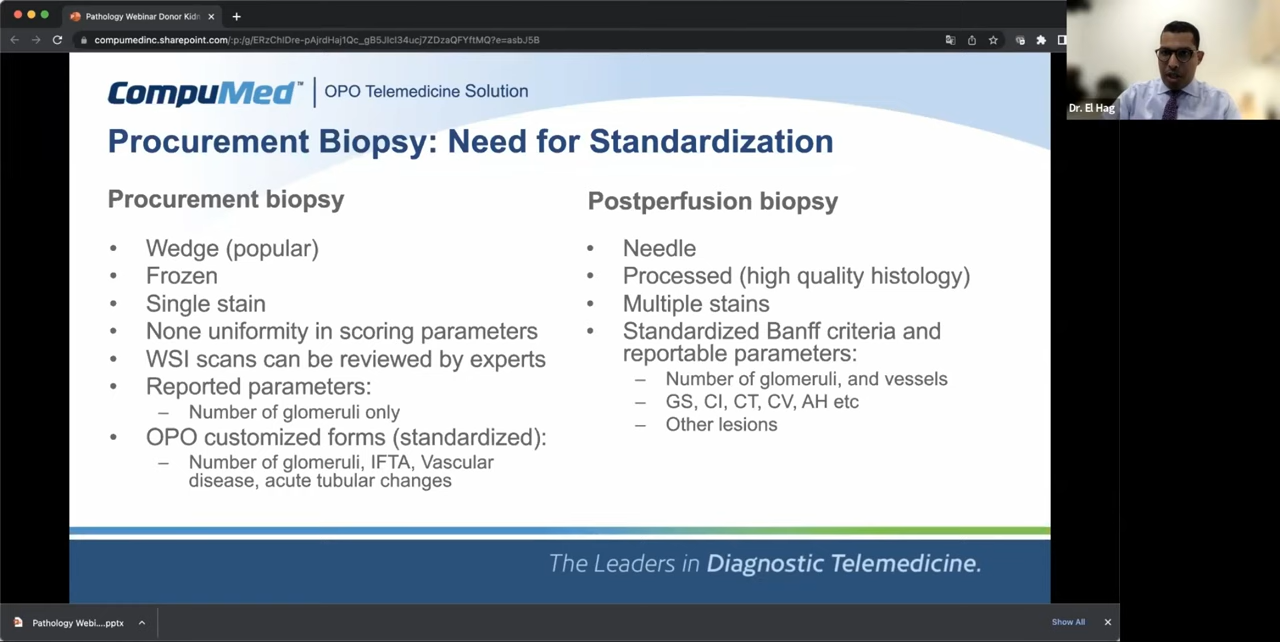 Pathology Webinar Donor Kidn
compumedinc.sharepoint.com/:p:/g/ERzChIDre-pAjrdHaj1Qc_gB5JIcI34ucj7ZDzaQFYftMQ?e=asbJ5B
Dr. El Hag
CompuMed™ | OPO Telemedicine Solution
Procurement Biopsy: Need for Standardization
Procurement biopsy
• Wedge (popular)
• Frozen
• Single stain
• None uniformity in scoring parameters
• WSI scans can be reviewed by experts
• Reported parameters:
– Number of glomeruli only
• OPO customized forms (standardized):
– Number of glomeruli, IFTA, Vascular
disease, acute tubular changes
Postperfusion biopsy
• Needle
• Processed (high quality histology)
• Multiple stains
• Standardized Banff criteria and
reportable parameters:
– Number of glomeruli, and vessels
– GS, CI, CT, CV, AH etc
– Other lesions
The Leaders in Diagnostic Telemedicine.
Pathology Webi....pptx
Show All